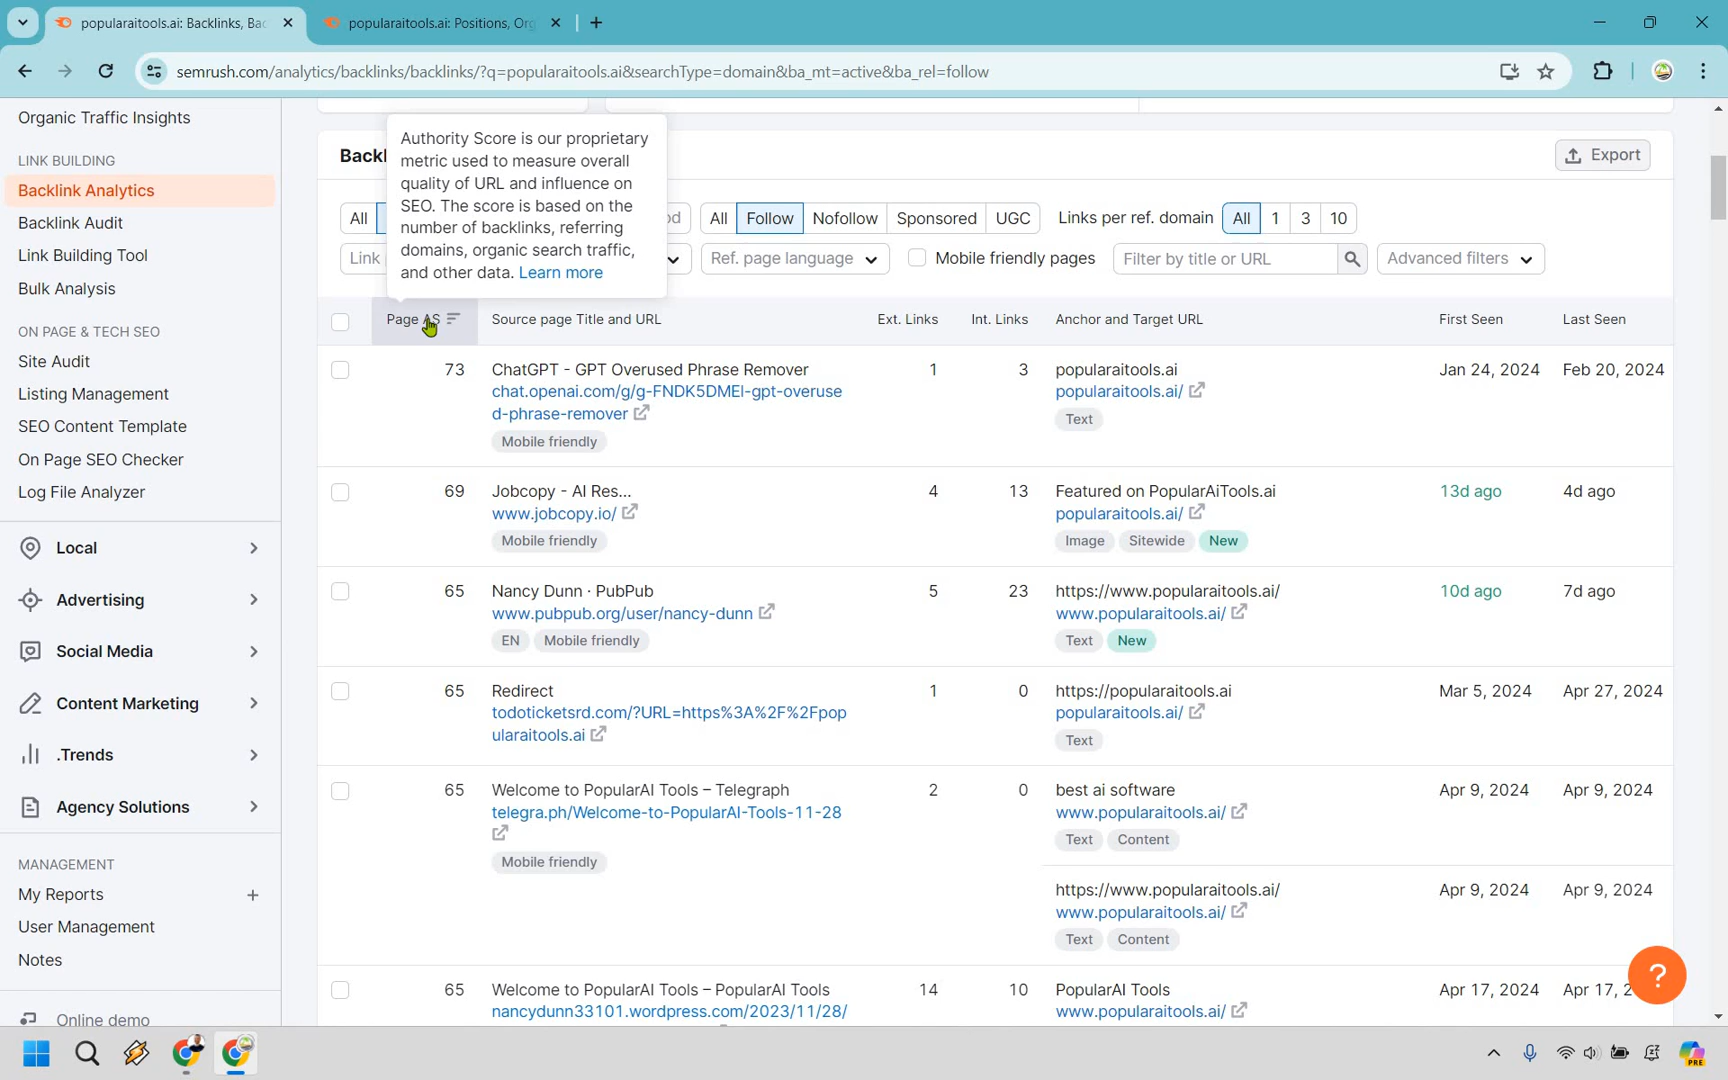 popularaitools.ai: Backlinks, Bac
popularaitools.ai: Positions, Org
semrush.com/analytics/backlinks/backlinks/?q=popularaitools.ai&searchType=domain&ba_mt=active&ba_rel=follow
Organic Traffic Insights
LINK BUILDING
Backlink Analytics
Backlink Audit
Link Building Tool
Bulk Analysis
ON PAGE & TECH SEO
Site Audit
Listing Management
SEO Content Template
On Page SEO Checker
Log File Analyzer
Local
Advertising
Social Media
Content Marketing
.Trends
Agency Solutions
MANAGEMENT
My Reports
User Management
Notes
Online demo
Authority Score is our proprietary
metric used to measure overall
quality of URL and influence on
SEO. The score is based on the
number of backlinks, referring
domains, organic search traffic,
and other data. Learn more
Backl
Export
All
All Follow Nofollow Sponsored UGC
Links per ref. domain All 1 3 10
Link
Ref. page language
Mobile friendly pages
Filter by title or URL
Advanced filters
Page AS Source page Title and URL Ext. Links Int. Links Anchor and Target URL First Seen Last Seen
73 ChatGPT - GPT Overused Phrase Remover 1 3 popularaitools.ai Jan 24, 2024 Feb 20, 2024
chat.openai.com/g/g-FNDK5DMEl-gpt-overuse popularaitools.ai/
d-phrase-remover Text
Mobile friendly
69 Jobcopy - AI Res... 4 13 Featured on PopularAiTools.ai 13d ago 4d ago
www.jobcopy.io/ popularaitools.ai/
Mobile friendly Image Sitewide New
65 Nancy Dunn · PubPub 5 23 https://www.popularaitools.ai/ 10d ago 7d ago
www.pubpub.org/user/nancy-dunn www.popularaitools.ai/
EN Mobile friendly Text New
65 Redirect 1 0 https://popularaitools.ai Mar 5, 2024 Apr 27, 2024
todoticketsrd.com/?URL=https%3A%2F%2Fpop popularaitools.ai/
ularaitools.ai Text
65 Welcome to PopularAI Tools – Telegraph 2 0 best ai software Apr 9, 2024 Apr 9, 2024
telegra.ph/Welcome-to-PopularAI-Tools-11-28 www.popularaitools.ai/
Mobile friendly Text Content
https://www.popularaitools.ai/ Apr 9, 2024 Apr 9, 2024
www.popularaitools.ai/
Text Content
65 Welcome to PopularAI Tools – PopularAI Tools 14 10 PopularAI Tools Apr 17, 2024 Apr 17, 2
nancydunn33101.wordpress.com/2023/11/28/ www.popularaitools.ai/
?
PRE